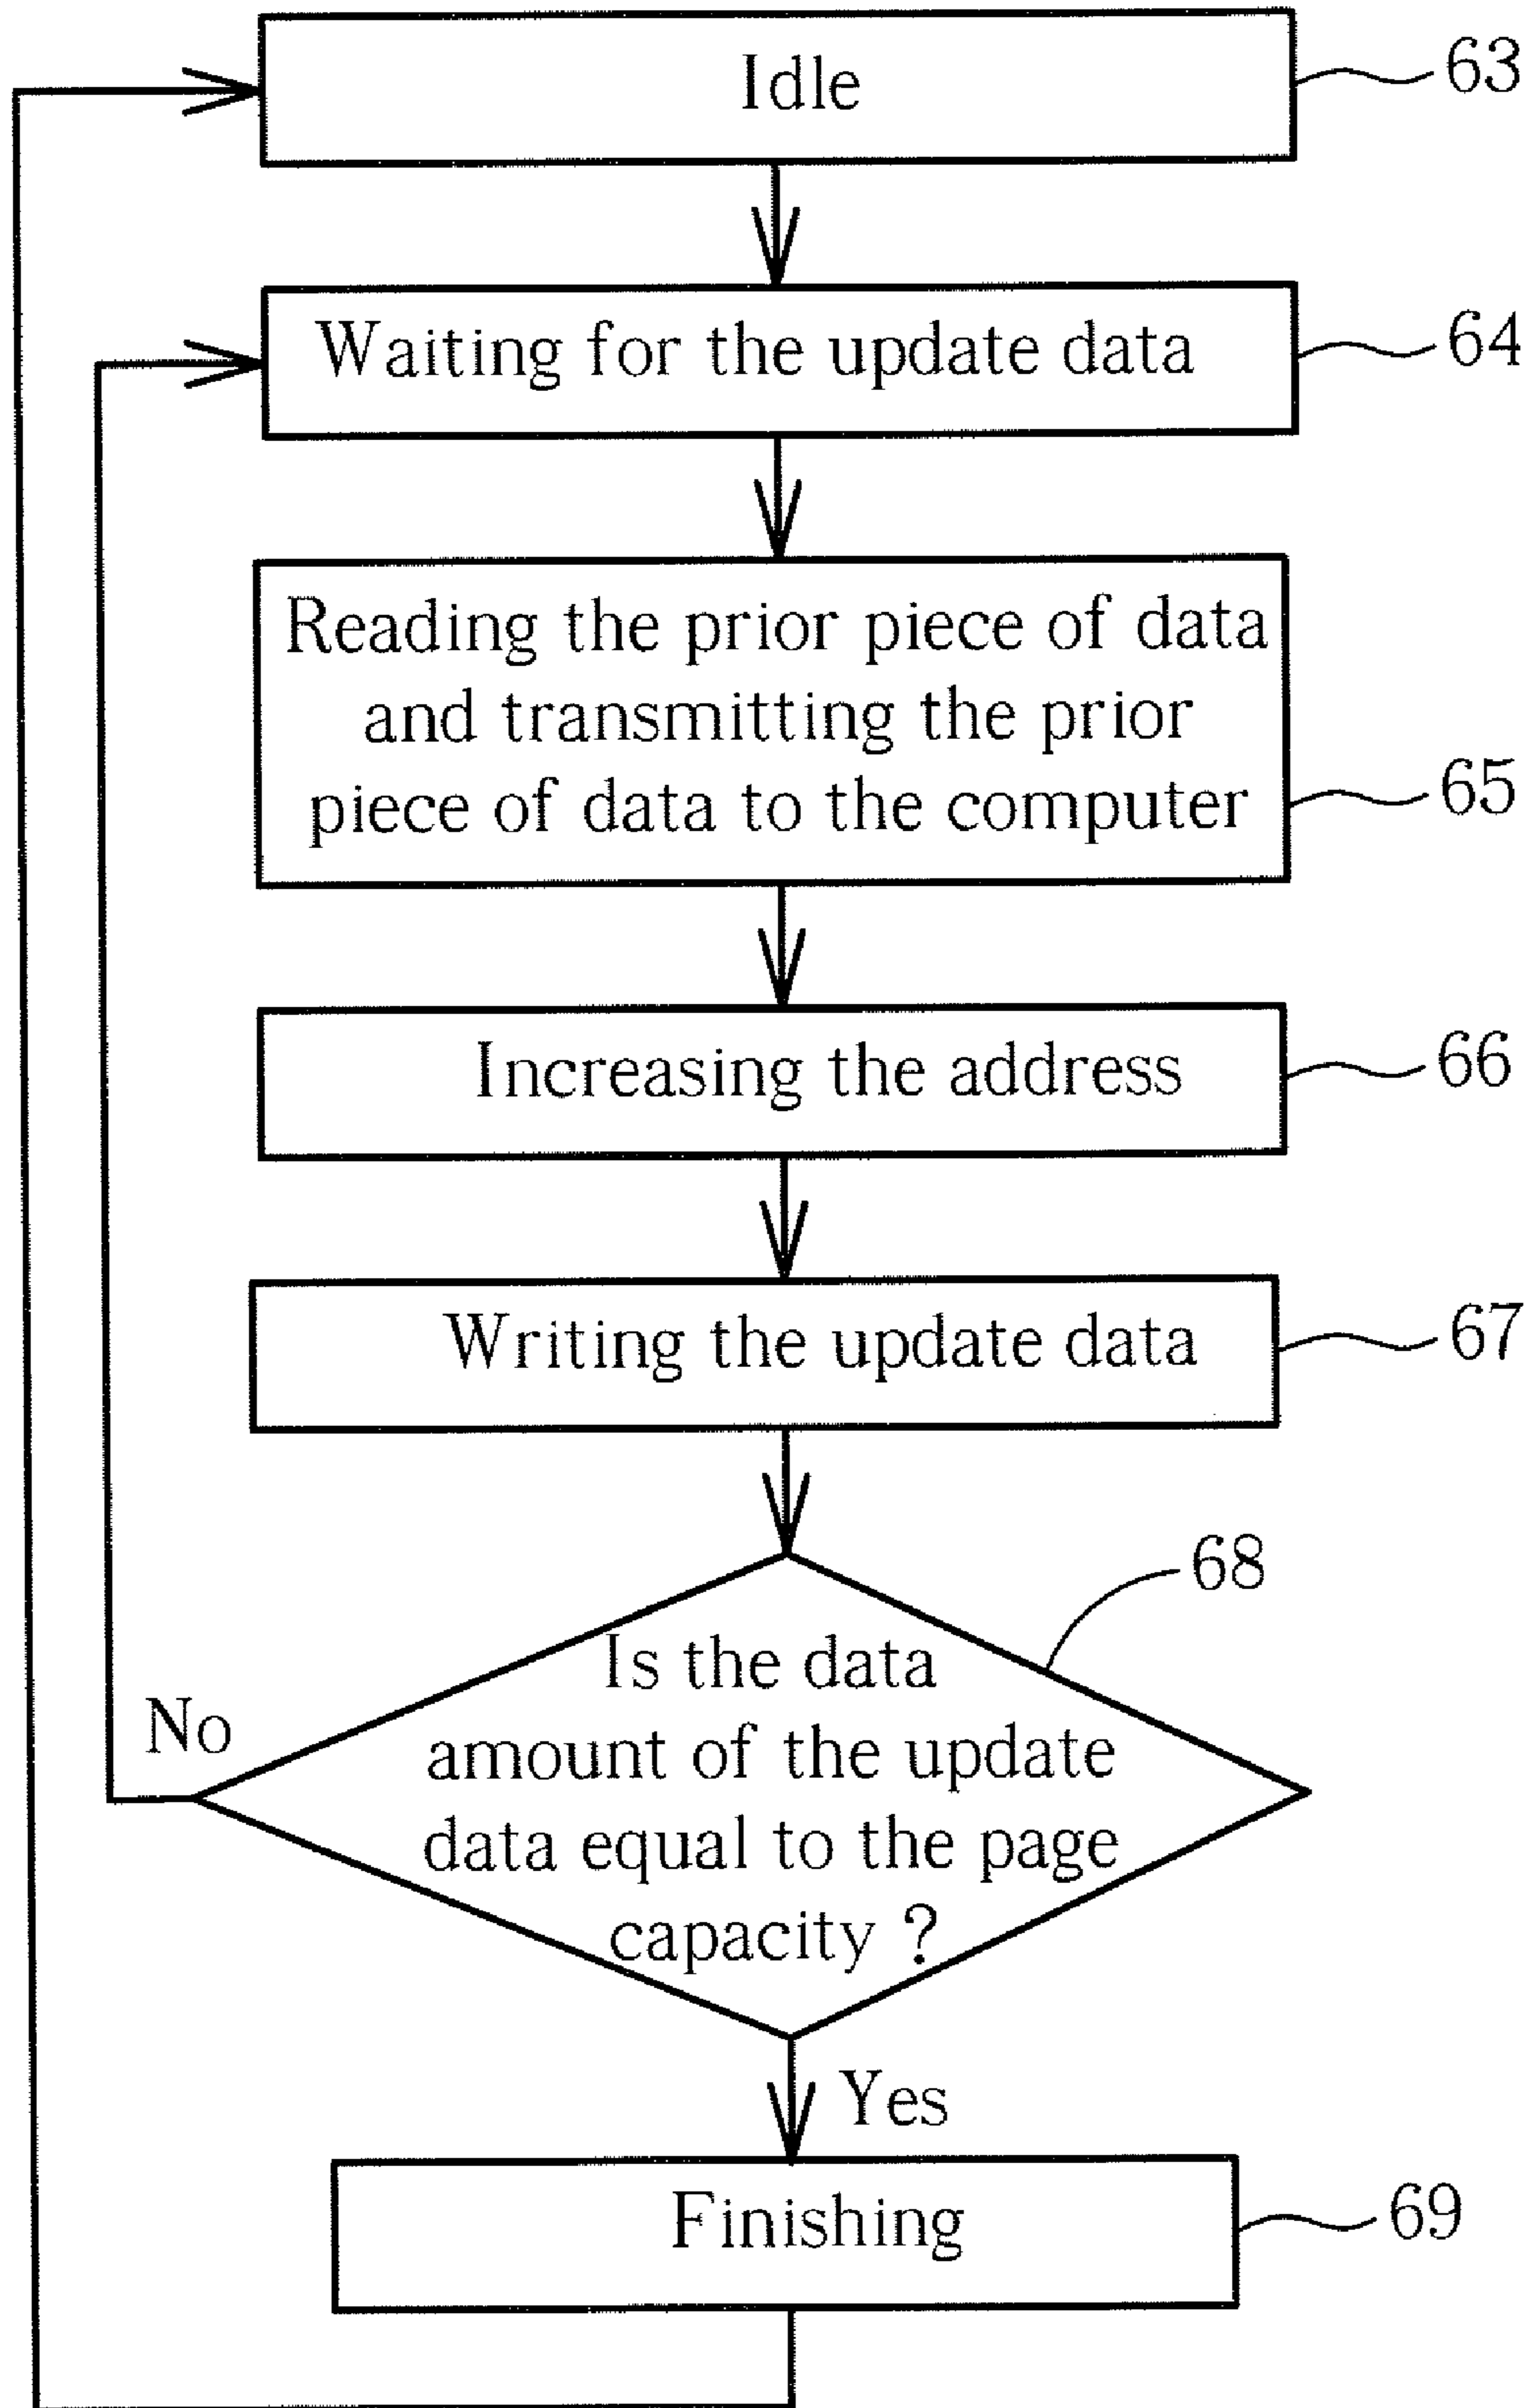 Idle
63
Waiting for the update data
64
Reading the prior piece of data
and transmitting the prior
piece of data to the computer
65
Increasing the address
66
Writing the update data
67
68
Is the data
amount of the update
data equal to the page
capacity ?
No
Yes
Finishing
69